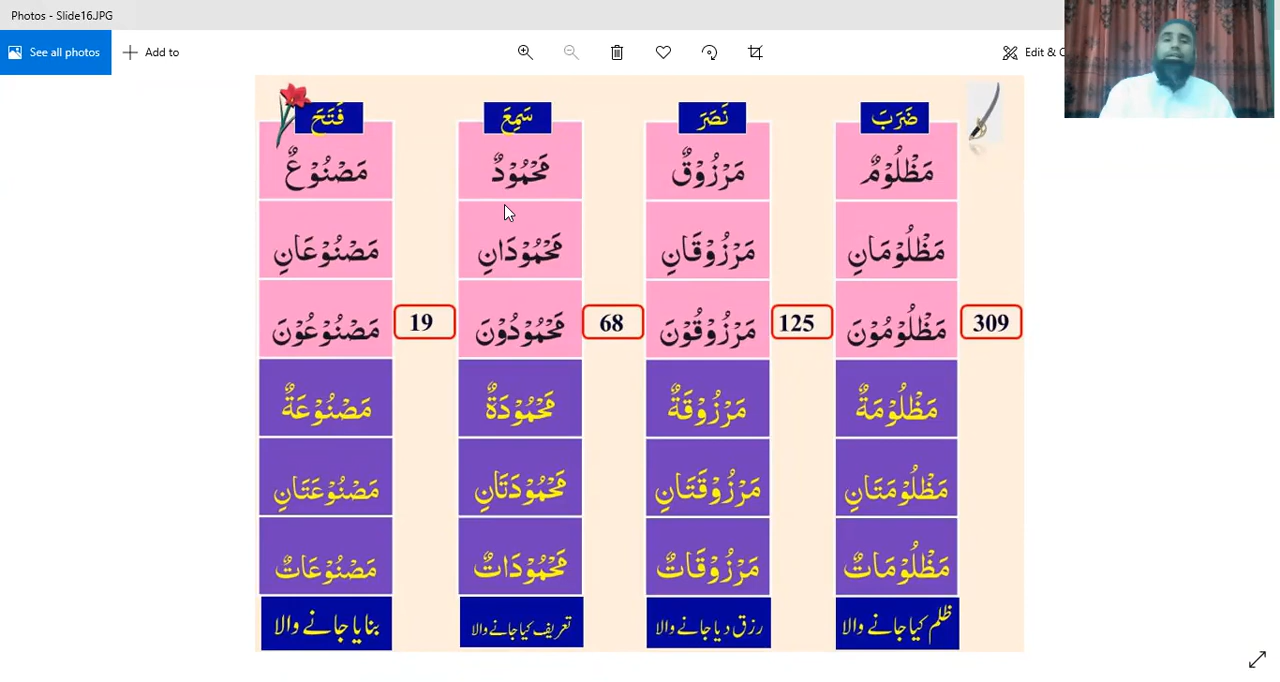 Photos - Slide16.JPG
See all photos
Add to
Edit & C
ضَرَبَ نَصَرَ سَمِعَ فَتَحَ
مَظْلُوْمٌ مَرْزُوْقٌ مَحْمُوْدٌ مَصْنُوْعٌ
مَظْلُوْمَانِ مَرْزُوْقَانِ مَحْمُوْدَانِ مَصْنُوْعَانِ
309 مَظْلُوْمُوْنَ 125 مَرْزُوْقُوْنَ 68 مَحْمُوْدُوْنَ 19 مَصْنُوْعُوْنَ
مَظْلُوْمَةٌ مَرْزُوْقَةٌ مَحْمُوْدَةٌ مَصْنُوْعَةٌ
مَظْلُوْمَتَانِ مَرْزُوْقَتَانِ مَحْمُوْدَتَانِ مَصْنُوْعَتَانِ
مَظْلُوْمَاتٌ مَرْزُوْقَاتٌ مَحْمُوْدَاتٌ مَصْنُوْعَاتٌ
ظلم کیا جانے والا رزق دیا جانے والا تعریف کیا جانے والا بنایا جانے والا